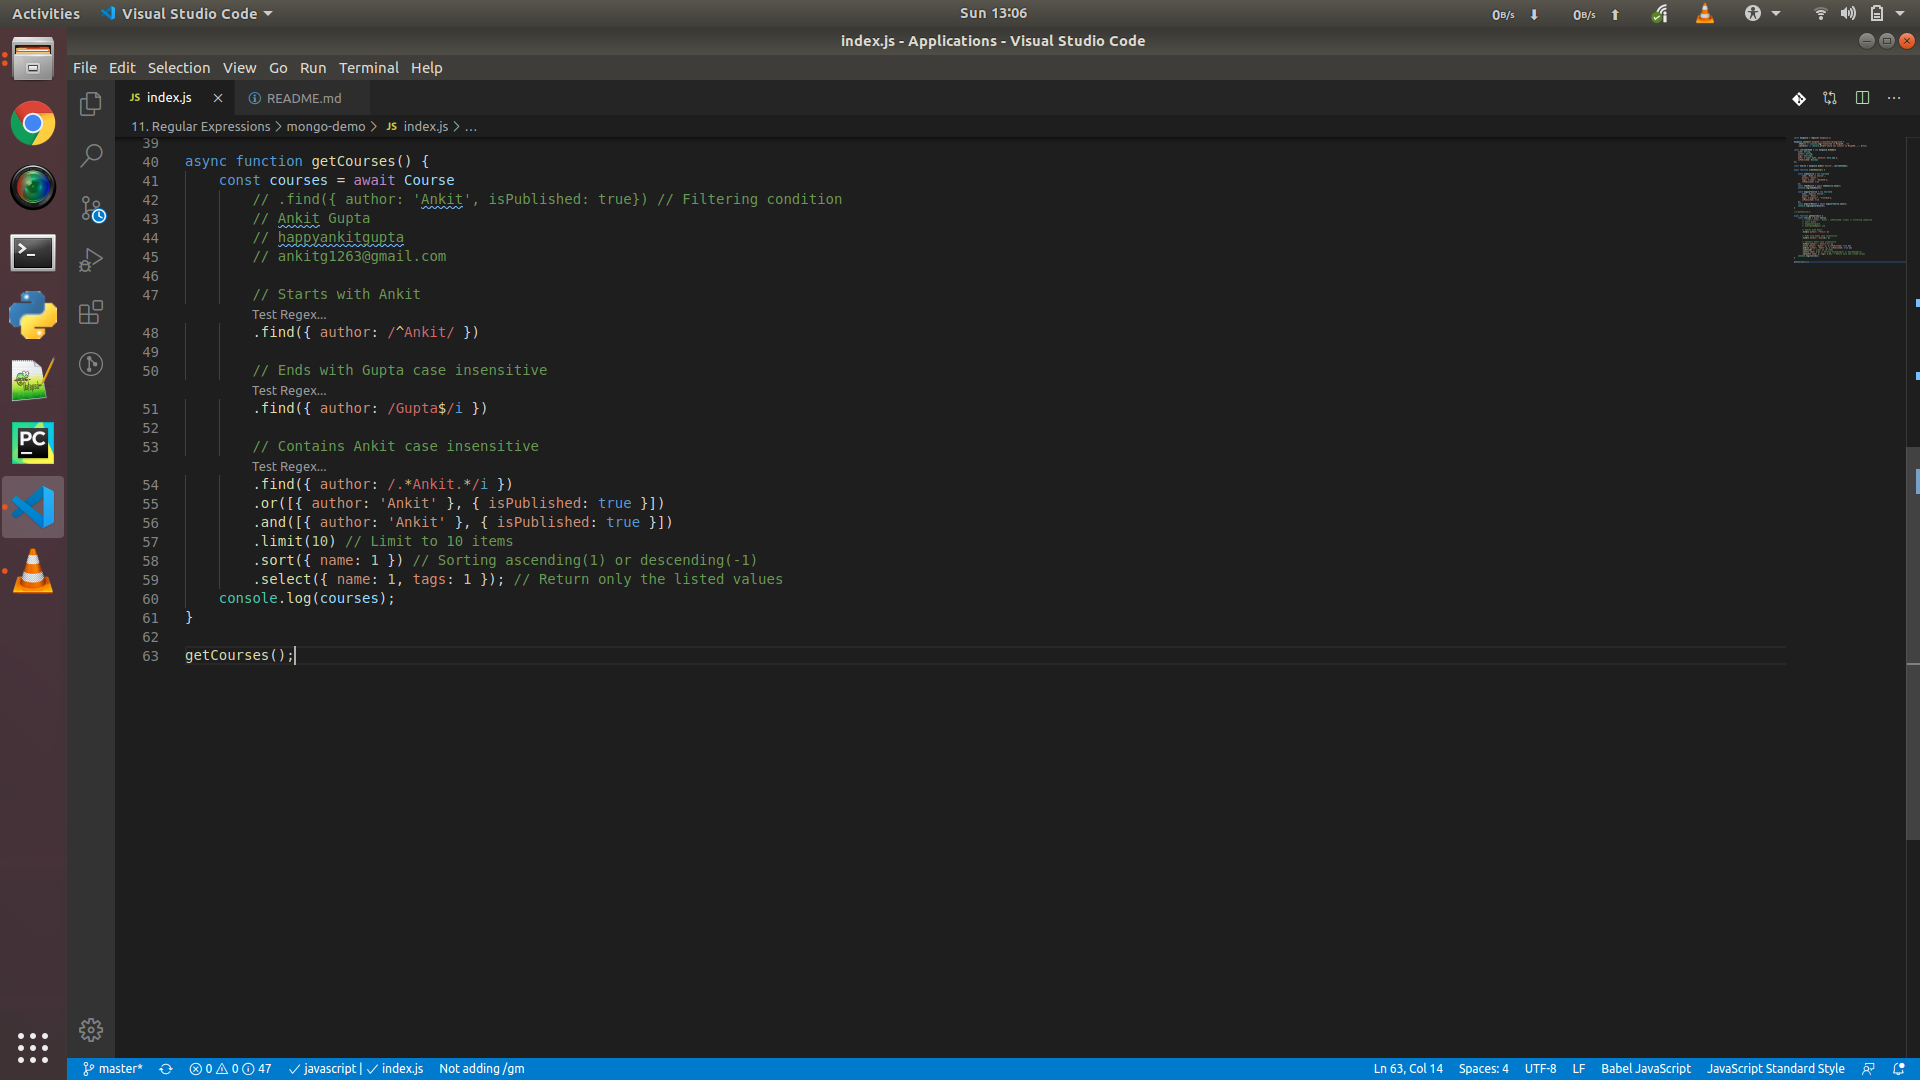 Activities Visual Studio Code Sun 13:06 0B/s 0B/s
index.js - Applications - Visual Studio Code
File Edit Selection View Go Run Terminal Help
JS index.js README.md
11. Regular Expressions > mongo-demo > JS index.js > ...
39
40 async function getCourses() {
41 const courses = await Course
42 // .find({ author: 'Ankit', isPublished: true}) // Filtering condition
43 // Ankit Gupta
44 // happyankitgupta
45 // ankitg1263@gmail.com
46
47 // Starts with Ankit
Test Regex...
48 .find({ author: /^Ankit/ })
49
50 // Ends with Gupta case insensitive
Test Regex...
51 .find({ author: /Gupta$/i })
52
53 // Contains Ankit case insensitive
Test Regex...
54 .find({ author: /.*Ankit.*/i })
55 .or([{ author: 'Ankit' }, { isPublished: true }])
56 .and([{ author: 'Ankit' }, { isPublished: true }])
57 .limit(10) // Limit to 10 items
58 .sort({ name: 1 }) // Sorting ascending(1) or descending(-1)
59 .select({ name: 1, tags: 1 }); // Return only the listed values
60 console.log(courses);
61 }
62
63 getCourses();
PC
master* 0 0 47 javascript | index.js Not adding /gm Ln 63, Col 14 Spaces: 4 UTF-8 LF Babel JavaScript JavaScript Standard Style